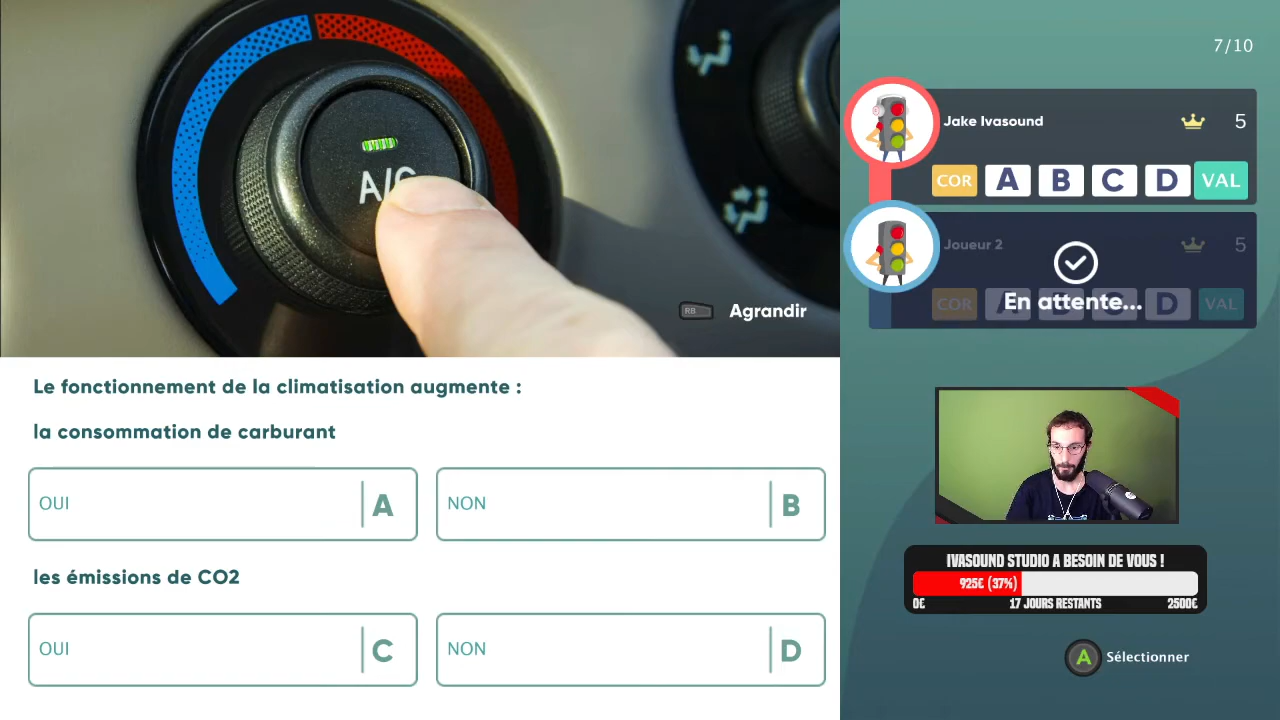 A/C
RB Agrandir
Le fonctionnement de la climatisation augmente :
la consommation de carburant
OUI A
NON B
les émissions de CO2
OUI C
NON D
7/10
Jake Ivasound 5
COR A B C D VAL
Joueur 2 5
COR A B C D VAL
En attente...
IVASOUND STUDIO A BESOIN DE VOUS !
925€ (37%)
0€ 17 JOURS RESTANTS 2500€
A Sélectionner